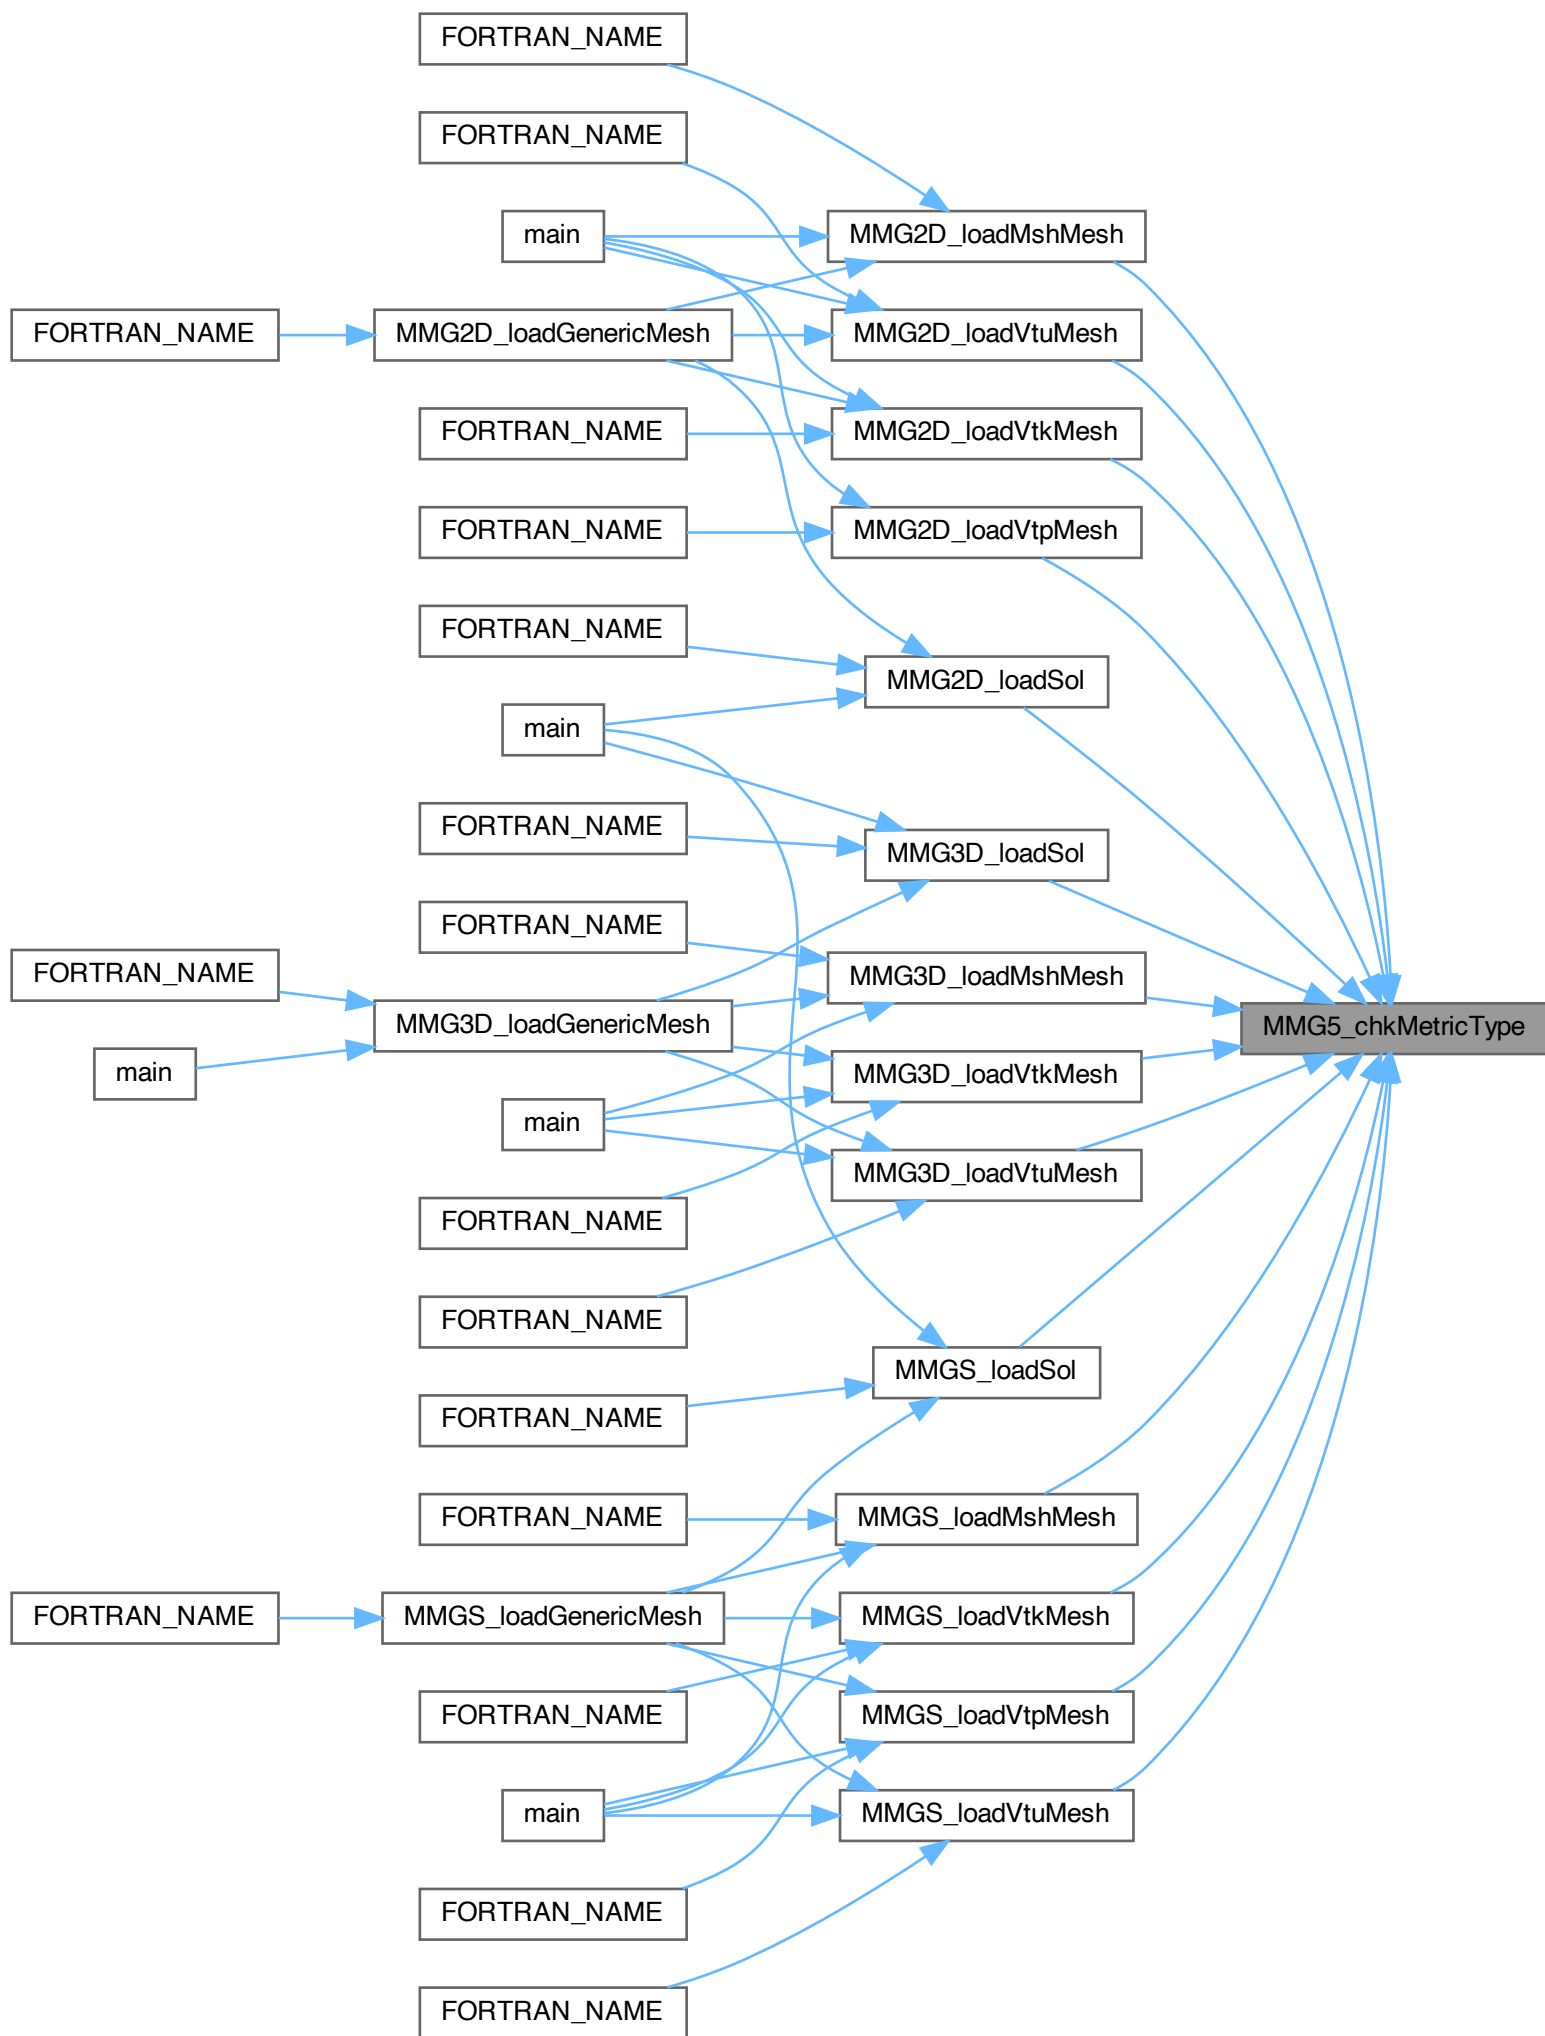 FORTRAN_NAME
FORTRAN_NAME
main
MMG2D_loadMshMesh
FORTRAN_NAME
MMG2D_loadGenericMesh
MMG2D_loadVtuMesh
FORTRAN_NAME
MMG2D_loadVtkMesh
FORTRAN_NAME
MMG2D_loadVtpMesh
FORTRAN_NAME
MMG2D_loadSol
main
FORTRAN_NAME
MMG3D_loadSol
FORTRAN_NAME
MMG3D_loadMshMesh
FORTRAN_NAME
MMG3D_loadGenericMesh
MMG5_chkMetricType
main
MMG3D_loadVtkMesh
main
MMG3D_loadVtuMesh
FORTRAN_NAME
FORTRAN_NAME
MMGS_loadSol
FORTRAN_NAME
FORTRAN_NAME
MMGS_loadMshMesh
FORTRAN_NAME
MMGS_loadGenericMesh
MMGS_loadVtkMesh
FORTRAN_NAME
MMGS_loadVtpMesh
main
MMGS_loadVtuMesh
FORTRAN_NAME
FORTRAN_NAME